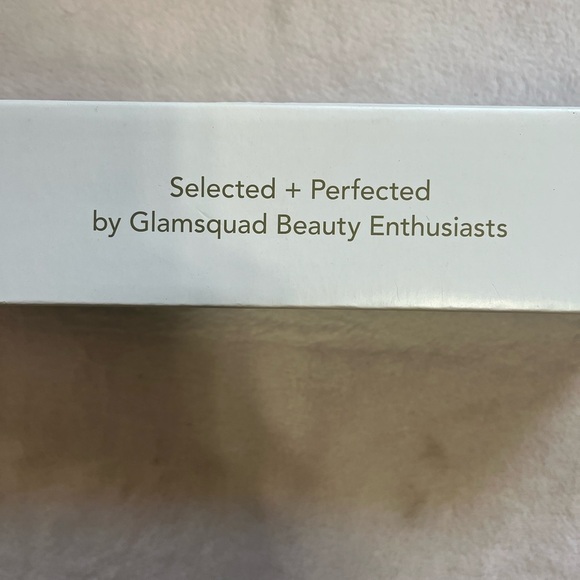 Selected + Perfected
by Glamsquad Beauty Enthusiasts